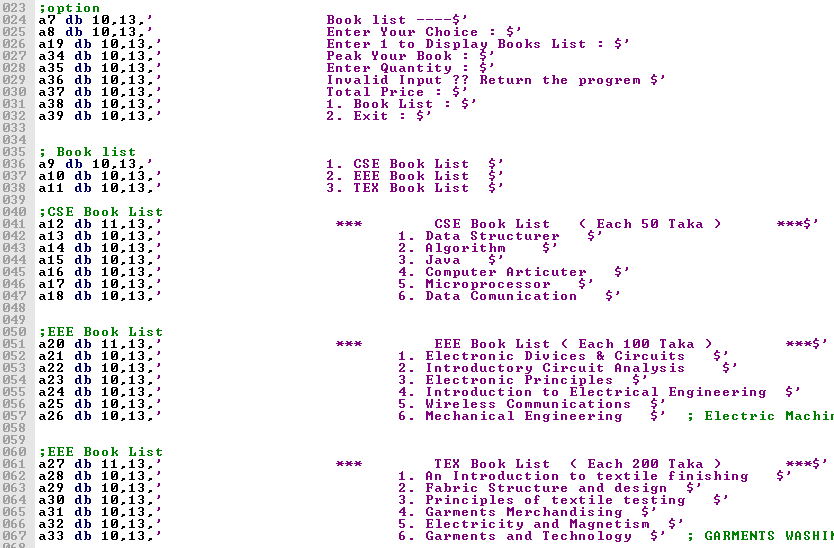 023 ;option
024 a7 db 10,13,' Book list ----$'
025 a8 db 10,13,' Enter Your Choice : $'
026 a19 db 10,13,' Enter 1 to Display Books List : $'
027 a34 db 10,13,' Peak Your Book : $'
028 a35 db 10,13,' Enter Quantity : $'
029 a36 db 10,13,' Invalid Input ?? Return the progrem $'
030 a37 db 10,13,' Total Price : $'
031 a38 db 10,13,' 1. Book List : $'
032 a39 db 10,13,' 2. Exit : $'
033
034
035 ; Book list
036 a9 db 10,13,' 1. CSE Book List $'
037 a10 db 10,13,' 2. EEE Book List $'
038 a11 db 10,13,' 3. TEX Book List $'
039
040 ;CSE Book List
041 a12 db 11,13,' *** CSE Book List ( Each 50 Taka ) ***$'
042 a13 db 10,13,' 1. Data Structurer $'
043 a14 db 10,13,' 2. Algorithm $'
044 a15 db 10,13,' 3. Java $'
045 a16 db 10,13,' 4. Computer Articuter $'
046 a17 db 10,13,' 5. Microprocessor $'
047 a18 db 10,13,' 6. Data Comunication $'
048
049
050 ;EEE Book List
051 a20 db 11,13,' *** EEE Book List ( Each 100 Taka ) ***$'
052 a21 db 10,13,' 1. Electronic Divices & Circuits $'
053 a22 db 10,13,' 2. Introductory Circuit Analysis $'
054 a23 db 10,13,' 3. Electronic Principles $'
055 a24 db 10,13,' 4. Introduction to Electrical Engineering $'
056 a25 db 10,13,' 5. Wireless Communications $'
057 a26 db 10,13,' 6. Mechanical Engineering $' ; Electric Machin
058
059
060 ;EEE Book List
061 a27 db 11,13,' *** TEX Book List ( Each 200 Taka ) ***$'
062 a28 db 10,13,' 1. An Introduction to textile finishing $'
063 a29 db 10,13,' 2. Fabric Structure and design $'
064 a30 db 10,13,' 3. Principles of textile testing $'
065 a31 db 10,13,' 4. Garments Merchandising $'
066 a32 db 10,13,' 5. Electricity and Magnetism $'
067 a33 db 10,13,' 6. Garments and Technology $' ; GARMENTS WASHI